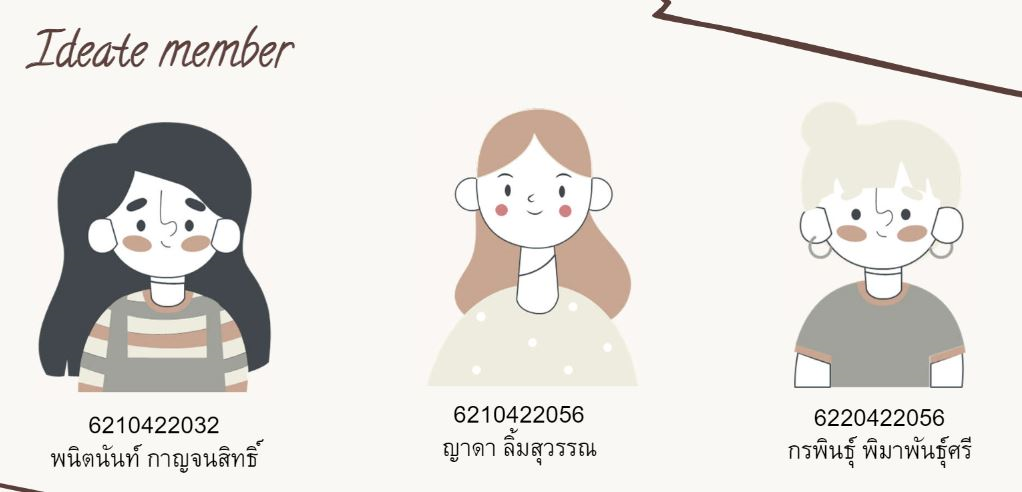 Ideate member
6210422032
พนิตนันท์ กาญจนสิทธิ์
6210422056
ญาดา ลิ้มสุวรรณ
6220422056
กรพินธุ์ พิมาพันธุ์ศรี